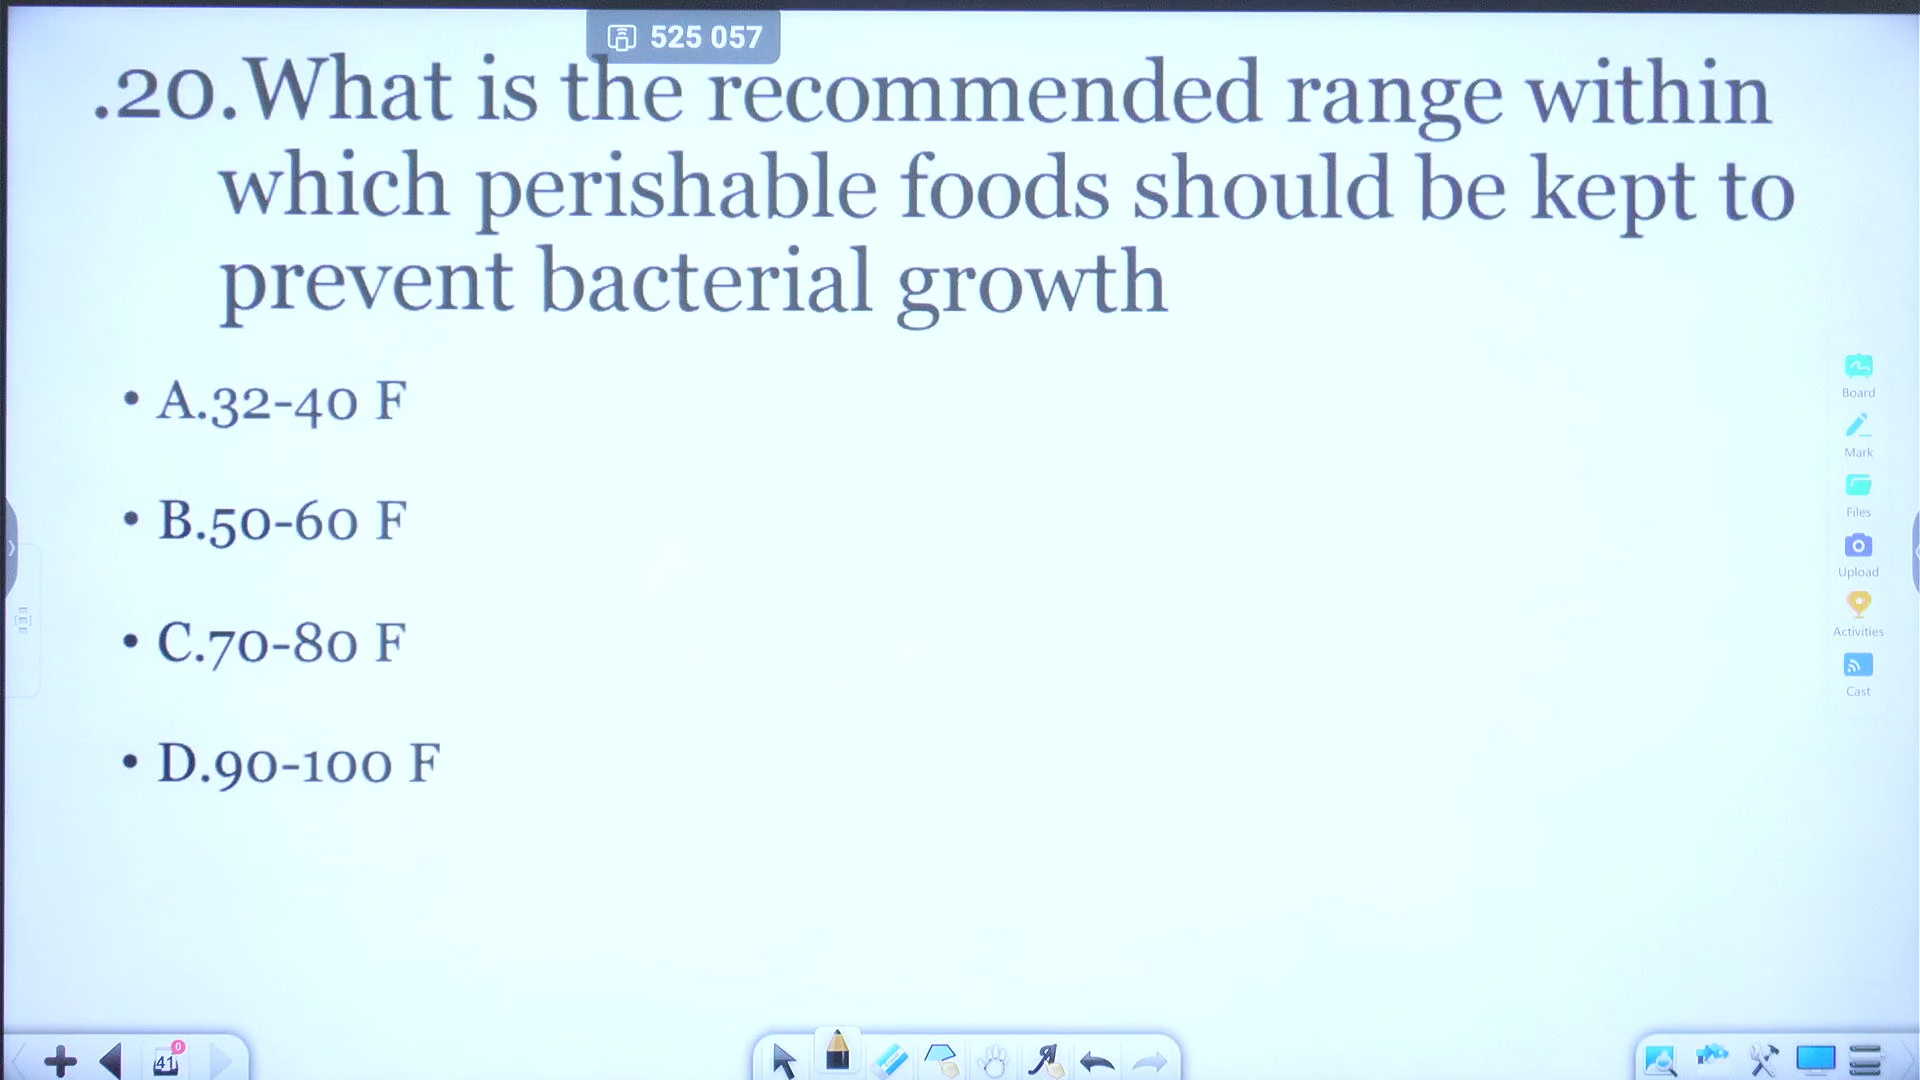 525 057
.20.What is the recommended range within
which perishable foods should be kept to
prevent bacterial growth
• A.32-40 F
• B.50-60 F
• C.70-80 F
• D.90-100 F
Board
Mark
Files
Upload
Activities
Cast
41
0